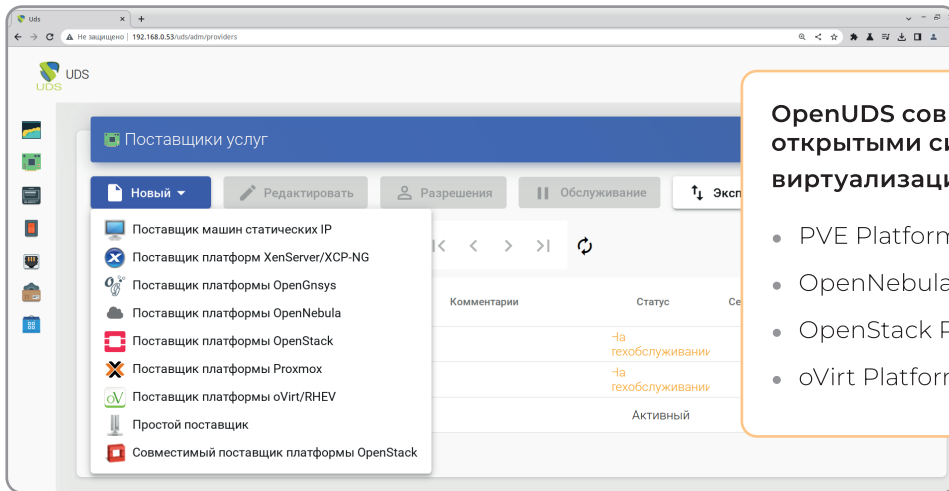 Uds
Не защищено | 192.168.0.53/uds/adm/providers
UDS
UDS
Поставщики услуг
Новый
Редактировать
Разрешения
Обслуживание
Эксп
Поставщик машин статических IP
Поставщик платформ XenServer/XCP-NG
Поставщик платформы OpenGnsys
Поставщик платформы OpenNebula
Поставщик платформы OpenStack
Поставщик платформы Proxmox
Поставщик платформы oVirt/RHEV
Простой поставщик
Совместимый поставщик платформы OpenStack
Комментарии
Статус
Се
На
техобслуживании
На
техобслуживании
Активный
OpenUDS сов
открытыми си
виртуализаци
PVE Platform
OpenNebula
OpenStack P
oVirt Platform